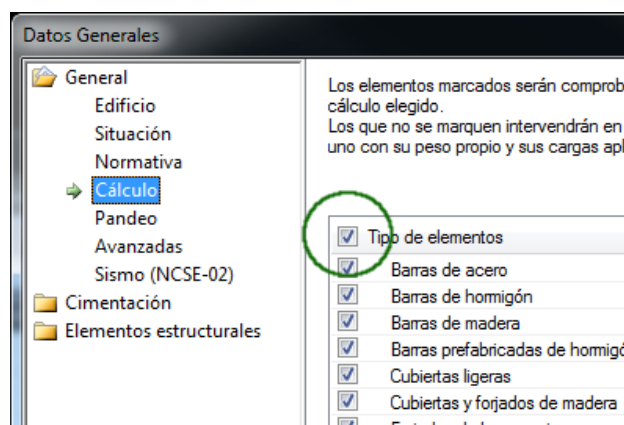 Datos Generales
General
Edificio
Situación
Normativa
Cálculo
Pandeo
Avanzadas
Sismo (NCSE-02)
Cimentación
Elementos estructurales
Los elementos marcados serán comprob
cálculo elegido.
Los que no se marquen intervendrán en
uno con su peso propio y sus cargas apl
Tipo de elementos
Barras de acero
Barras de hormigón
Barras de madera
Barras prefabricadas de hormigó
Cubiertas ligeras
Cubiertas y forjados de madera